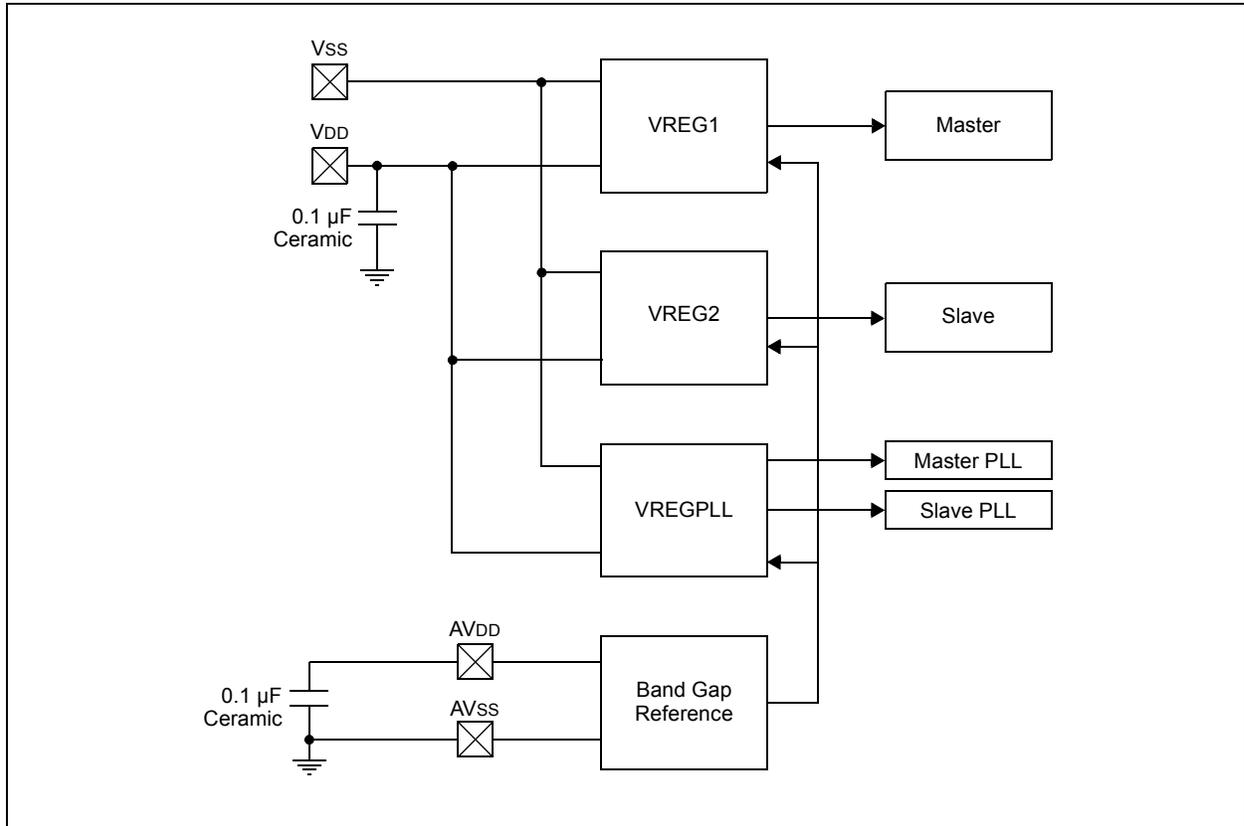 VSS
VDD
0.1 µF
Ceramic
VREG1
Master
VREG2
Slave
VREGPLL
Master PLL
Slave PLL
AVDD
0.1 µF
Ceramic
AVSS
Band Gap
Reference